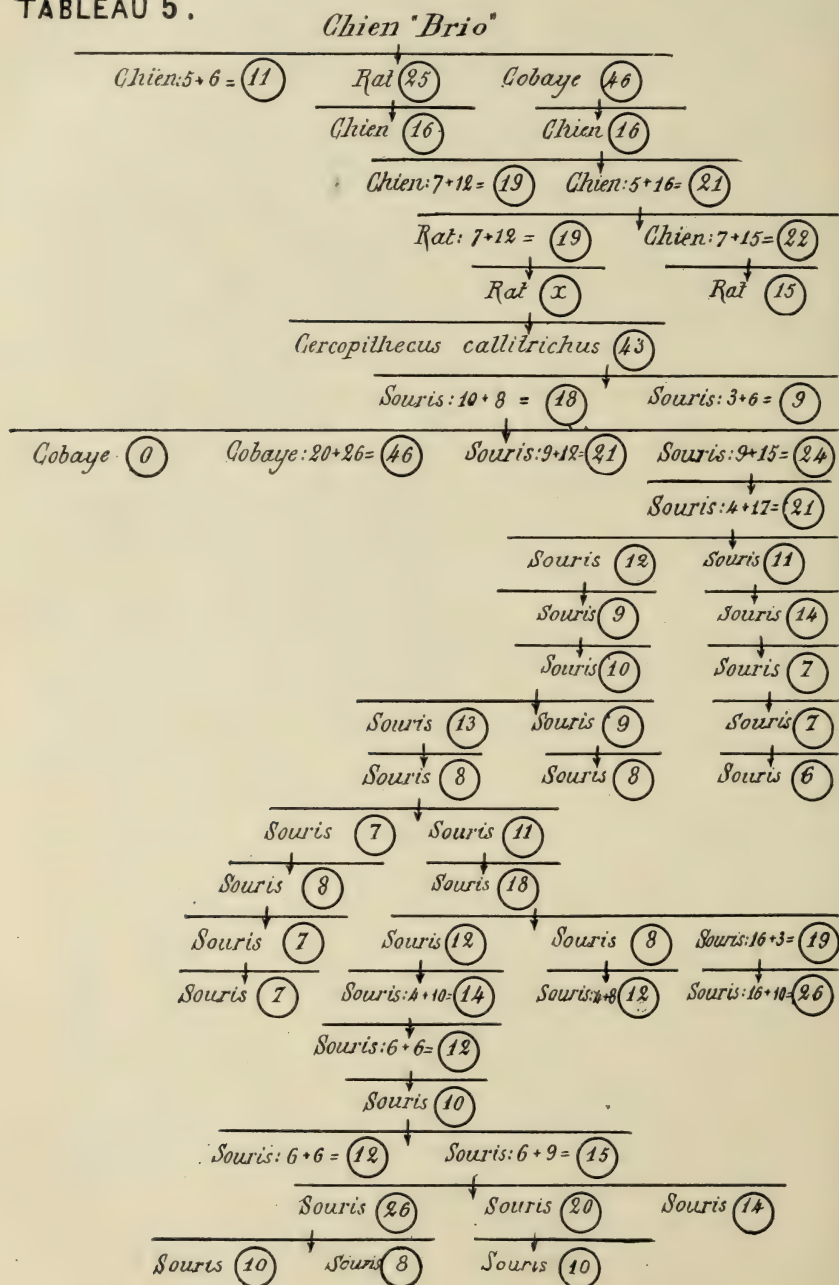 TABLEAU 5.
Chien "Brio"
Chien: 5+6 = 11 Rat 25 Cobaye 46
Chien 16 Chien 16
Chien: 7+12= 19 Chien: 5+16= 21
Rat: 7+12 = 19 Chien: 7+15= 22
Rat x Rat 15
Cercopithecus callitrichus 43
Souris: 10+8 = 18 Souris: 3+6= 9
Cobaye 0 Cobaye: 20+26= 46 Souris: 9+12= 21 Souris: 9+15= 24
Souris: 4+17= 21
Souris 12 Souris 11
Souris 9 Souris 14
Souris 10 Souris 7
Souris 13 Souris 9 Souris 7
Souris 8 Souris 8 Souris 6
Souris 7 Souris 11
Souris 8 Souris 18
Souris 7 Souris 12 Souris 8 Souris: 16+3= 19
Souris 7 Souris: 4+10= 14 Souris: 4+8 12 Souris: 16+10= 26
Souris: 6+6= 12
Souris 10
Souris: 6+6 = 12 Souris: 6+9 = 15
Souris 26 Souris 20 Souris 14
Souris 10 Souris 8 Souris 10